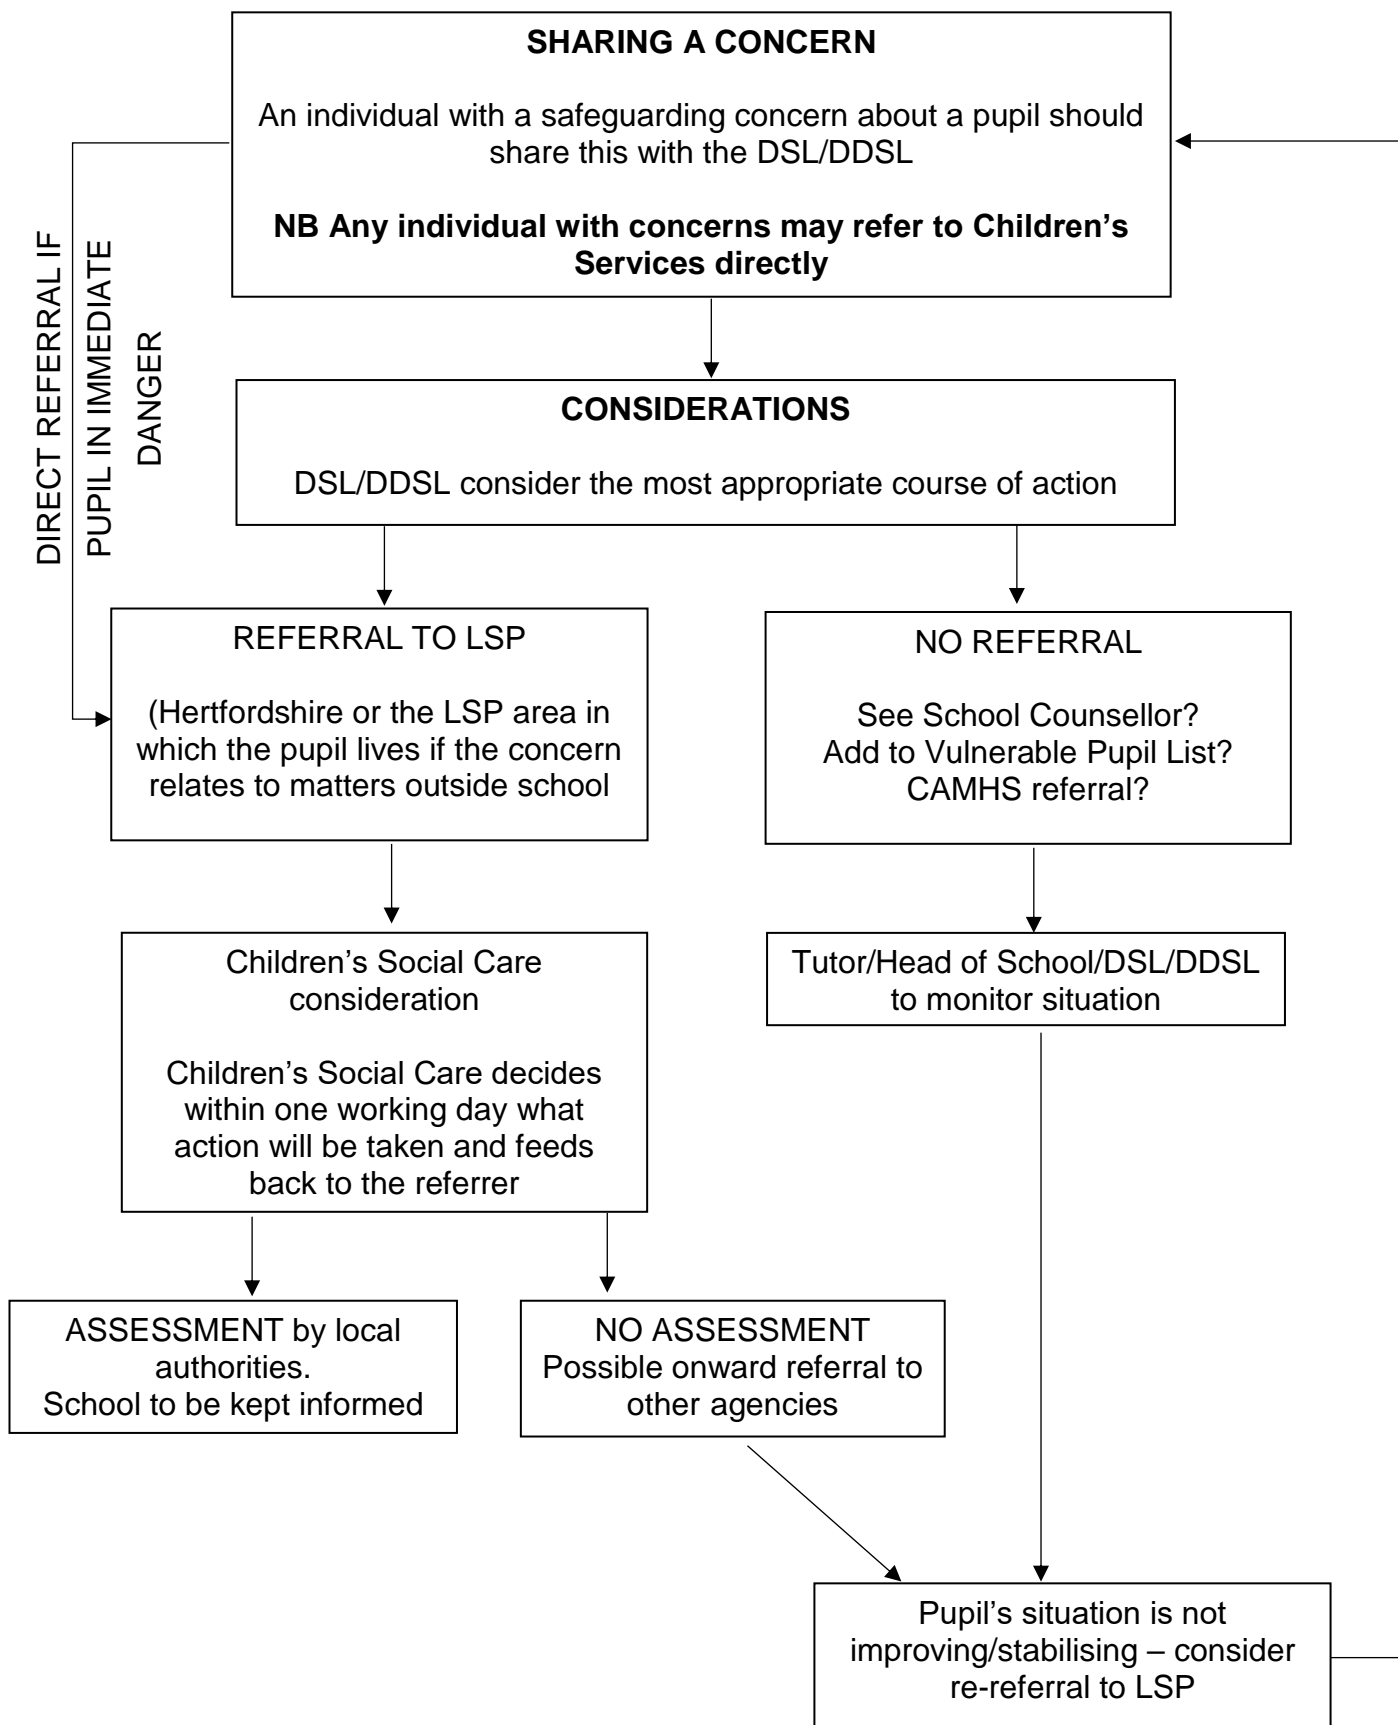 SHARING A CONCERN
An individual with a safeguarding concern about a pupil should
share this with the DSL/DDSL
NB Any individual with concerns may refer to Children’s
Services directly
DIRECT REFERRAL IF
PUPIL IN IMMEDIATE
DANGER
CONSIDERATIONS
DSL/DDSL consider the most appropriate course of action
REFERRAL TO LSP
(Hertfordshire or the LSP area in
which the pupil lives if the concern
relates to matters outside school
NO REFERRAL
See School Counsellor?
Add to Vulnerable Pupil List?
CAMHS referral?
Children’s Social Care
consideration
Children’s Social Care decides
within one working day what
action will be taken and feeds
back to the referrer
Tutor/Head of School/DSL/DDSL
to monitor situation
ASSESSMENT by local
authorities.
School to be kept informed
NO ASSESSMENT
Possible onward referral to
other agencies
Pupil’s situation is not
improving/stabilising – consider
re-referral to LSP